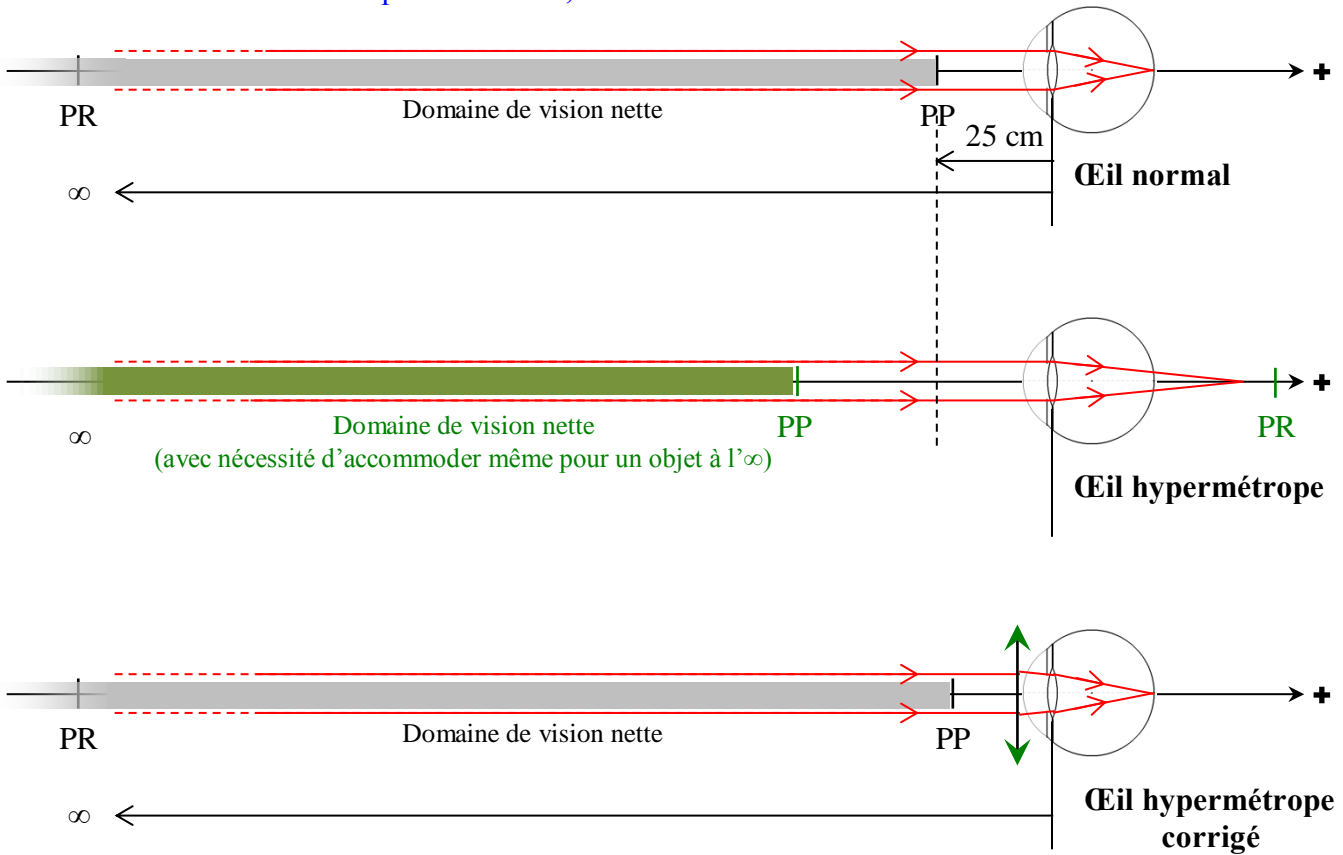 PR
Domaine de vision nette
PP
25 cm
∞
Œil normal
+
∞
Domaine de vision nette
(avec nécessité d’accommoder même pour un objet à l’∞)
PP
PR
+
Œil hypermétrope
PR
Domaine de vision nette
PP
+
∞
Œil hypermétrope
corrigé